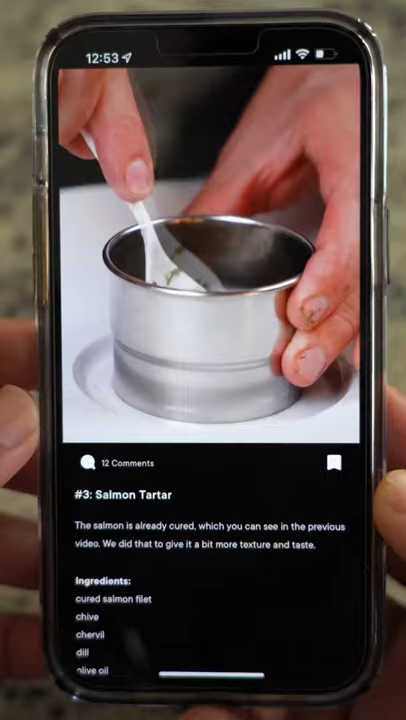 12:53
12 Comments
#3: Salmon Tartar
The salmon is already cured, which you can see in the previous
video. We did that to give it a bit more texture and taste.
Ingredients:
cured salmon filet
chive
chervil
dill
olive oil